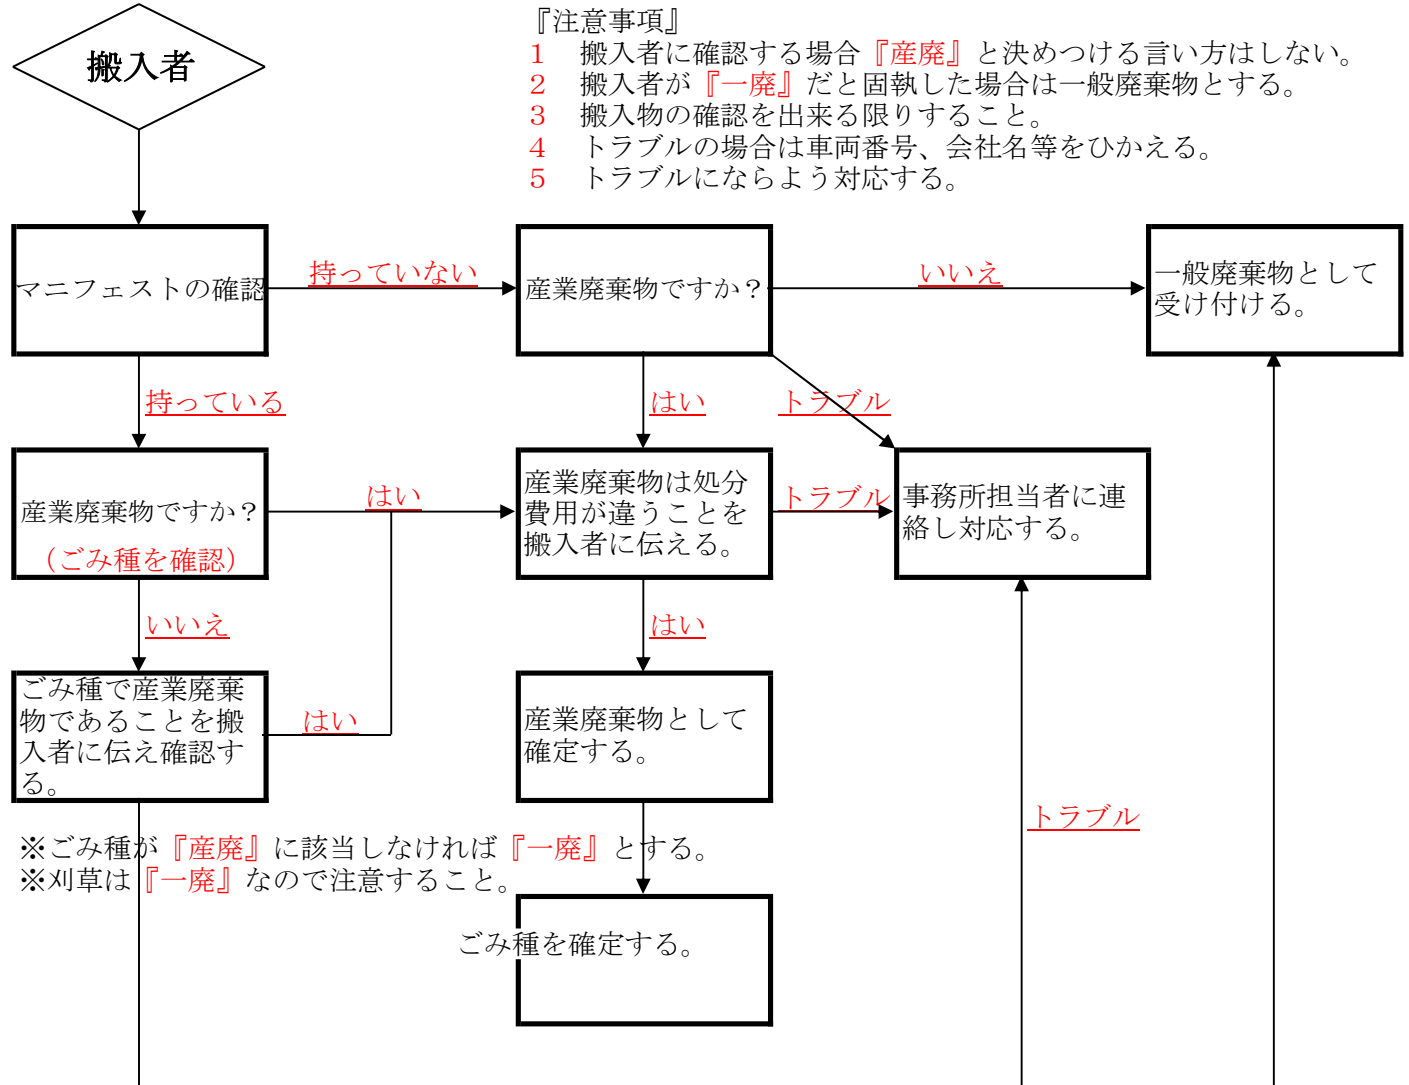 搬入者
『注意事項』
1 搬入者に確認する場合『産廃』と決めつける言い方はしない。
2 搬入者が『一廃』だと固執した場合は一般廃棄物とする。
3 搬入物の確認を出来る限りすること。
4 トラブルの場合は車両番号、会社名等をひかえる。
5 トラブルにならよう対応する。
マニフェストの確認
持っていない
産業廃棄物ですか？
いいえ
一般廃棄物として
受け付ける。
持っている
はい
トラブル
産業廃棄物ですか？
（ごみ種を確認）
はい
産業廃棄物は処分
費用が違うことを
搬入者に伝える。
トラブル
事務所担当者に連
絡し対応する。
いいえ
はい
ごみ種で産業廃棄
物であることを搬
入者に伝え確認す
る。
はい
産業廃棄物として
確定する。
トラブル
※ごみ種が『産廃』に該当しなければ『一廃』とする。
※刈草は『一廃』なので注意すること。
ごみ種を確定する。